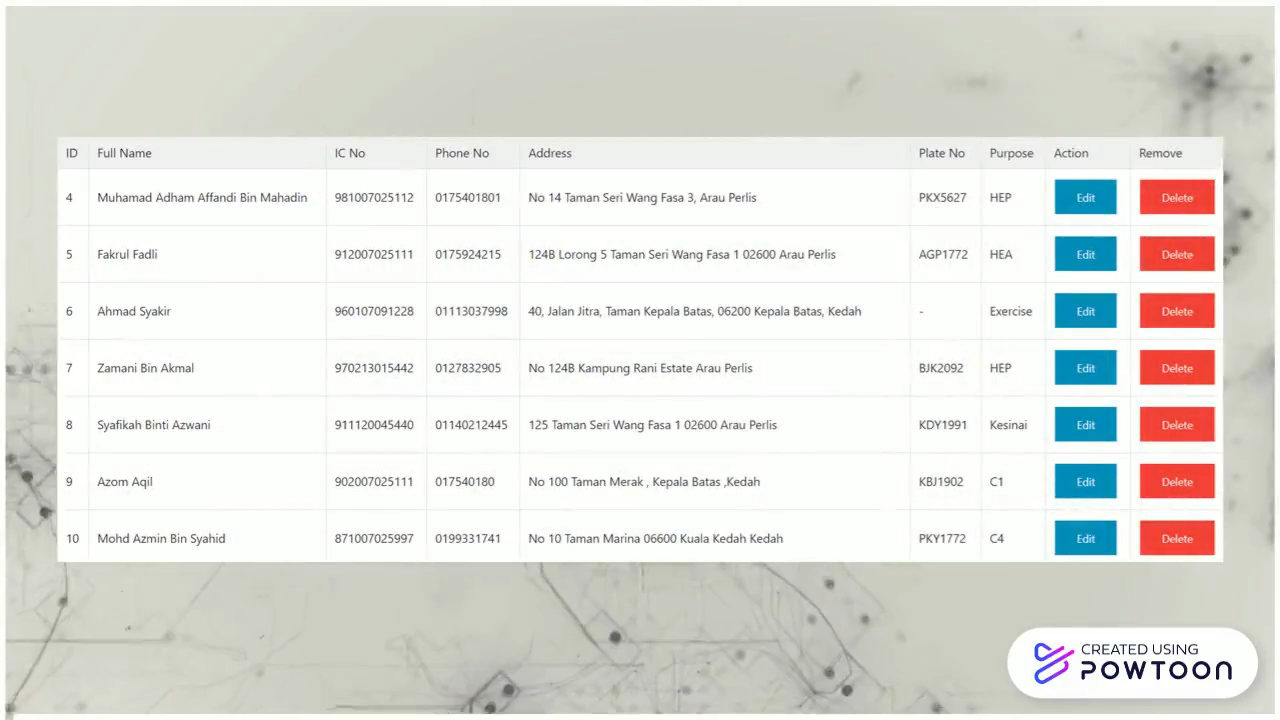 ID Full Name IC No Phone No Address Plate No Purpose Action Remove
4 Muhamad Adham Affandi Bin Mahadin 981007025112 0175401801 No 14 Taman Seri Wang Fasa 3, Arau Perlis PKX5627 HEP Edit Delete
5 Fakrul Fadli 912007025111 0175924215 124B Lorong 5 Taman Seri Wang Fasa 1 02600 Arau Perlis AGP1772 HEA Edit Delete
6 Ahmad Syakir 960107091228 01113037998 40, Jalan Jitra, Taman Kepala Batas, 06200 Kepala Batas, Kedah - Exercise Edit Delete
7 Zamani Bin Akmal 970213015442 0127832905 No 124B Kampung Rani Estate Arau Perlis BJK2092 HEP Edit Delete
8 Syafikah Binti Azwani 911120045440 01140212445 125 Taman Seri Wang Fasa 1 02600 Arau Perlis KDY1991 Kesinai Edit Delete
9 Azom Aqil 902007025111 017540180 No 100 Taman Merak , Kepala Batas ,Kedah KBJ1902 C1 Edit Delete
10 Mohd Azmin Bin Syahid 871007025997 0199331741 No 10 Taman Marina 06600 Kuala Kedah Kedah PKY1772 C4 Edit Delete
CREATED USING
POWTOON